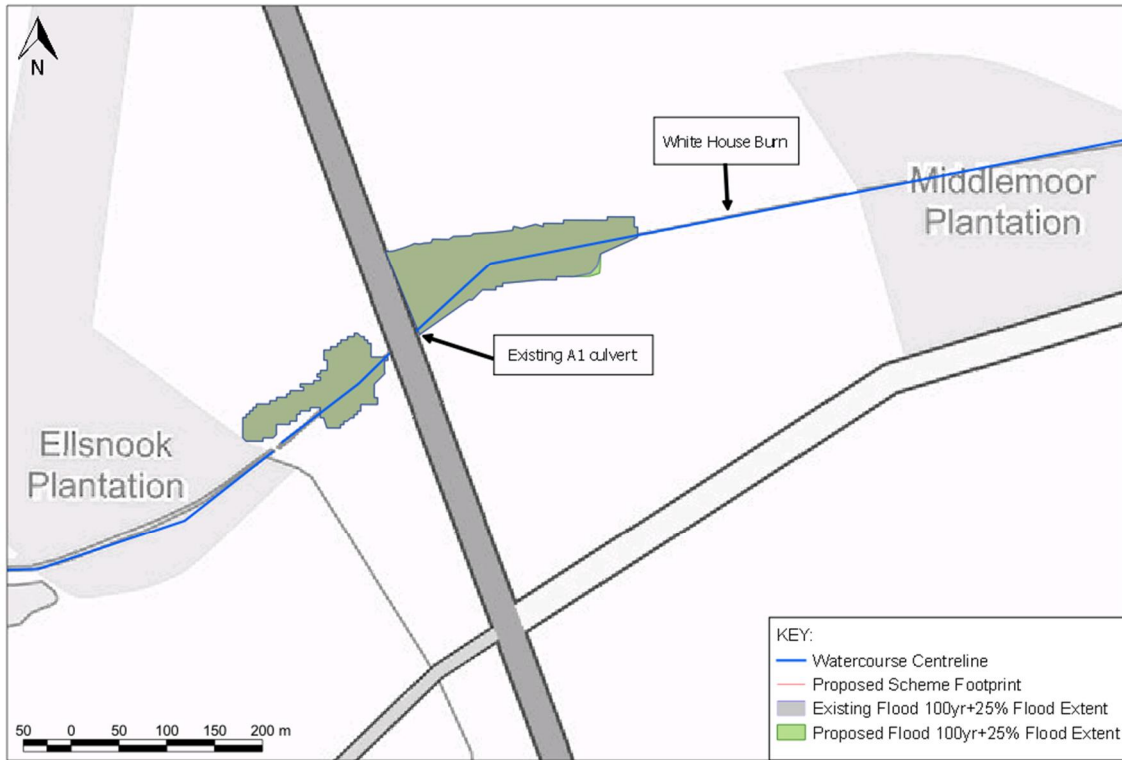 N
White House Burn
Middlemoor
Plantation
Existing A1 culvert
Ellsnook
Plantation
KEY:
Watercourse Centreline
Proposed Scheme Footprint
Existing Flood 100yr+25% Flood Extent
Proposed Flood 100yr+25% Flood Extent
50 0 50 100 150 200 m